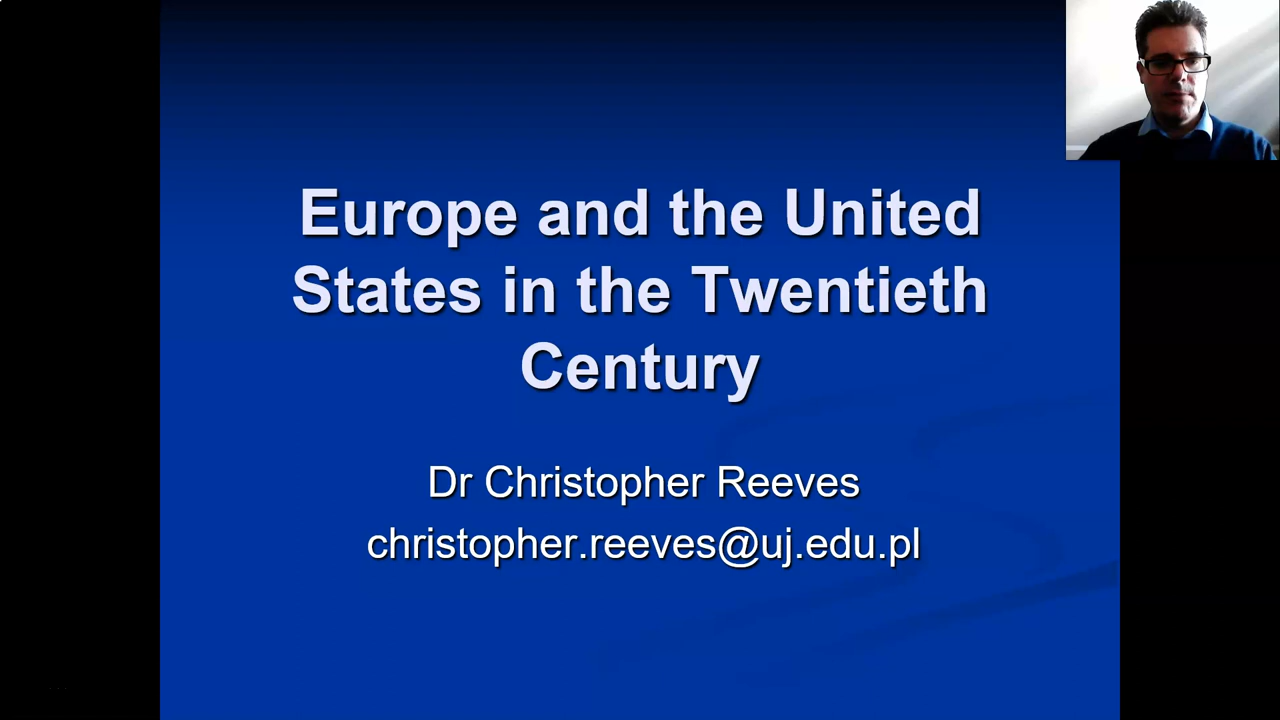 Europe and the United
States in the Twentieth
Century
Dr Christopher Reeves
christopher.reeves@uj.edu.pl